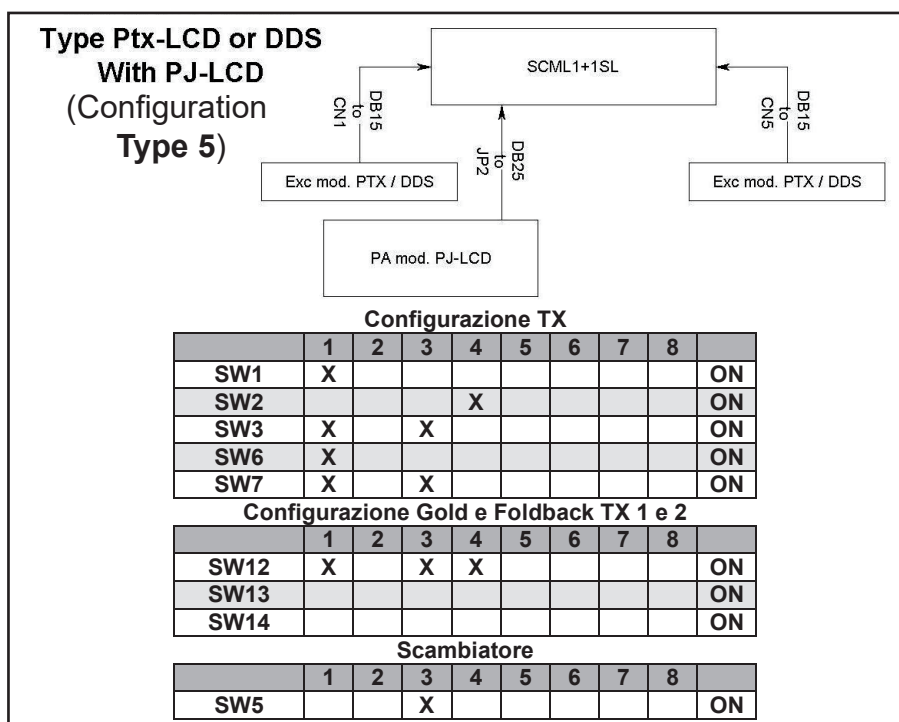 Type Ptx-LCD or DDS
With PJ-LCD
(Configuration
Type 5)
SCML1+1SL
DB15
to
CN1
DB25
to
JP2
DB15
to
CN5
Exc mod. PTX / DDS
Exc mod. PTX / DDS
PA mod. PJ-LCD
Configurazione TX
1 2 3 4 5 6 7 8
SW1 X ON
SW2 X ON
SW3 X X ON
SW6 X ON
SW7 X X ON
Configurazione Gold e Foldback TX 1 e 2
1 2 3 4 5 6 7 8
SW12 X X X ON
SW13 ON
SW14 ON
Scambiatore
1 2 3 4 5 6 7 8
SW5 X ON